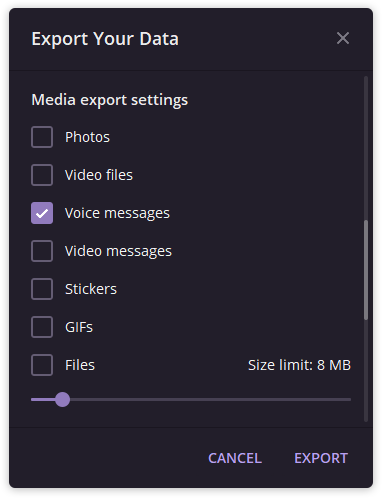 Export Your Data
Media export settings
Photos
Video files
Voice messages
Video messages
Stickers
GIFs
Files Size limit: 8 MB
CANCEL EXPORT